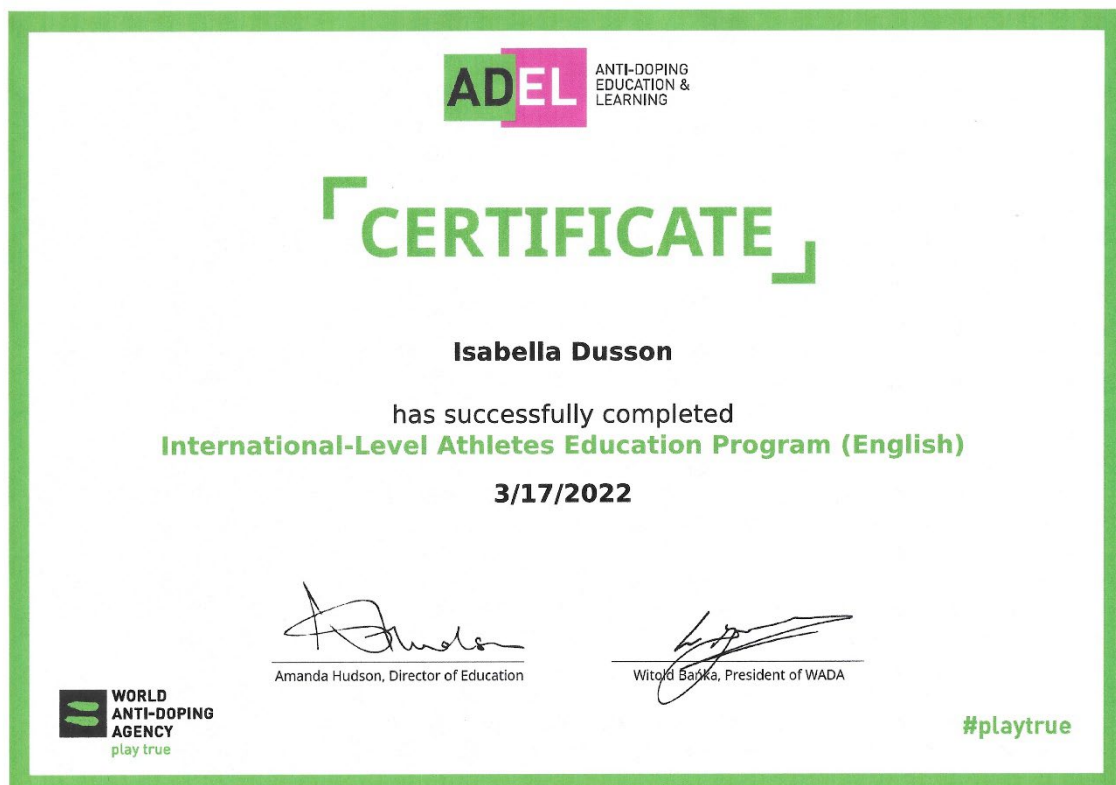 ADEL
ANTI-DOPING
EDUCATION &
LEARNING
CERTIFICATE
Isabella Dusson
has successfully completed
International-Level Athletes Education Program (English)
3/17/2022
Amanda Hudson, Director of Education
Witold Bańka, President of WADA
WORLD
ANTI-DOPING
AGENCY
play true
#playtrue